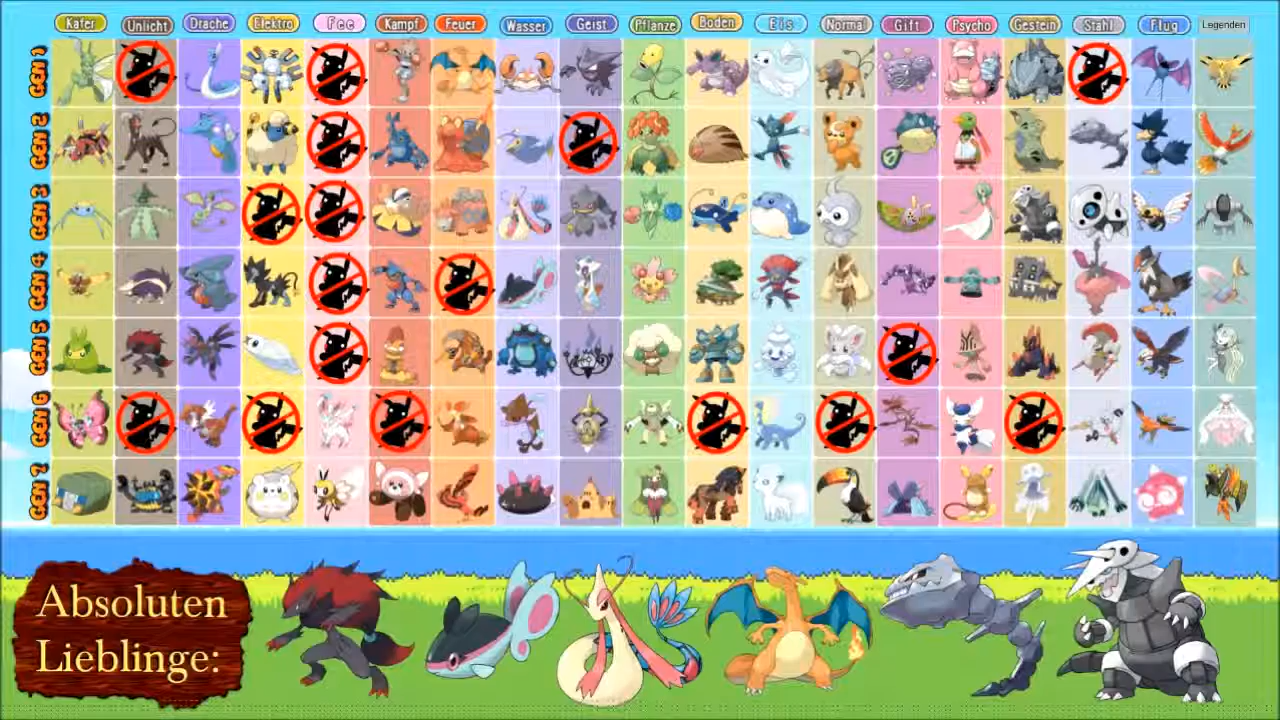 Käfer Unlicht Drache Elektro Fee Kampf Feuer Wasser Geist Pflanze Boden Eis Normal Gift Psycho Gestein Stahl Flug Legenden
GEN 1
GEN 2
GEN 3
GEN 4
GEN 5
GEN 6
GEN 7
Absoluten
Lieblinge: